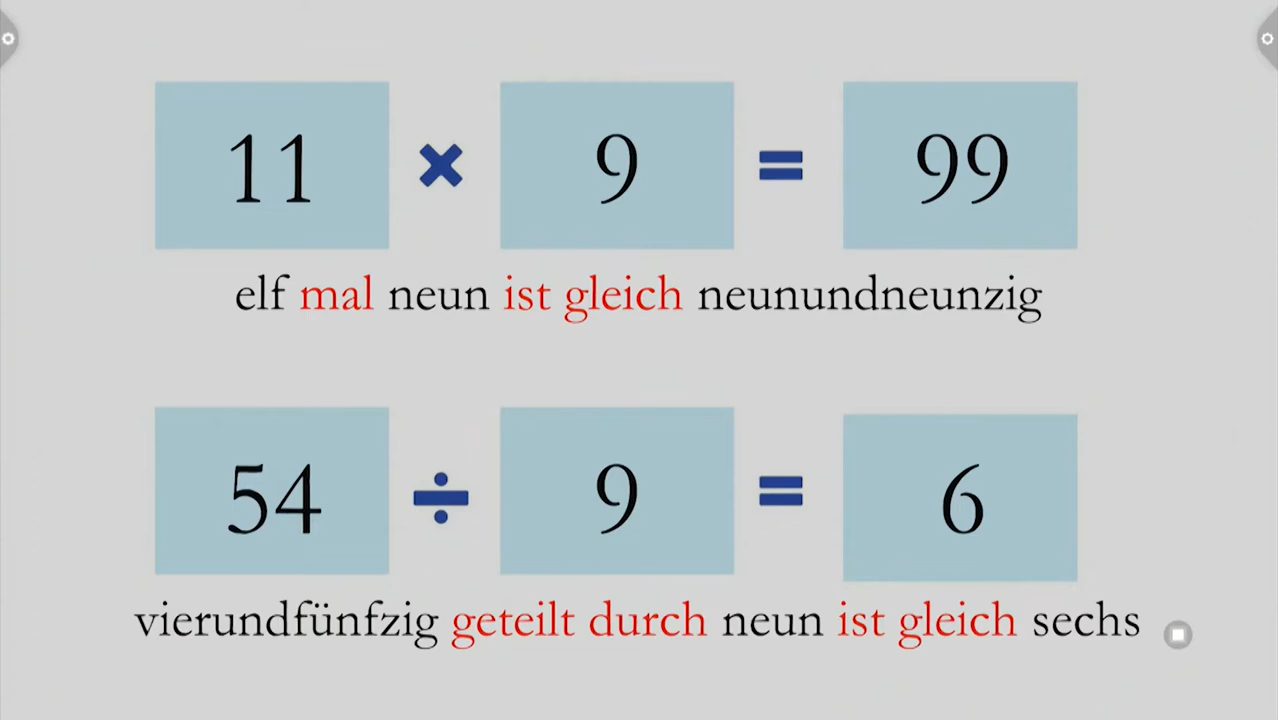 11 × 9 = 99
elf mal neun ist gleich neunundneunzig
54 ÷ 9 = 6
vierundfünfzig geteilt durch neun ist gleich sechs